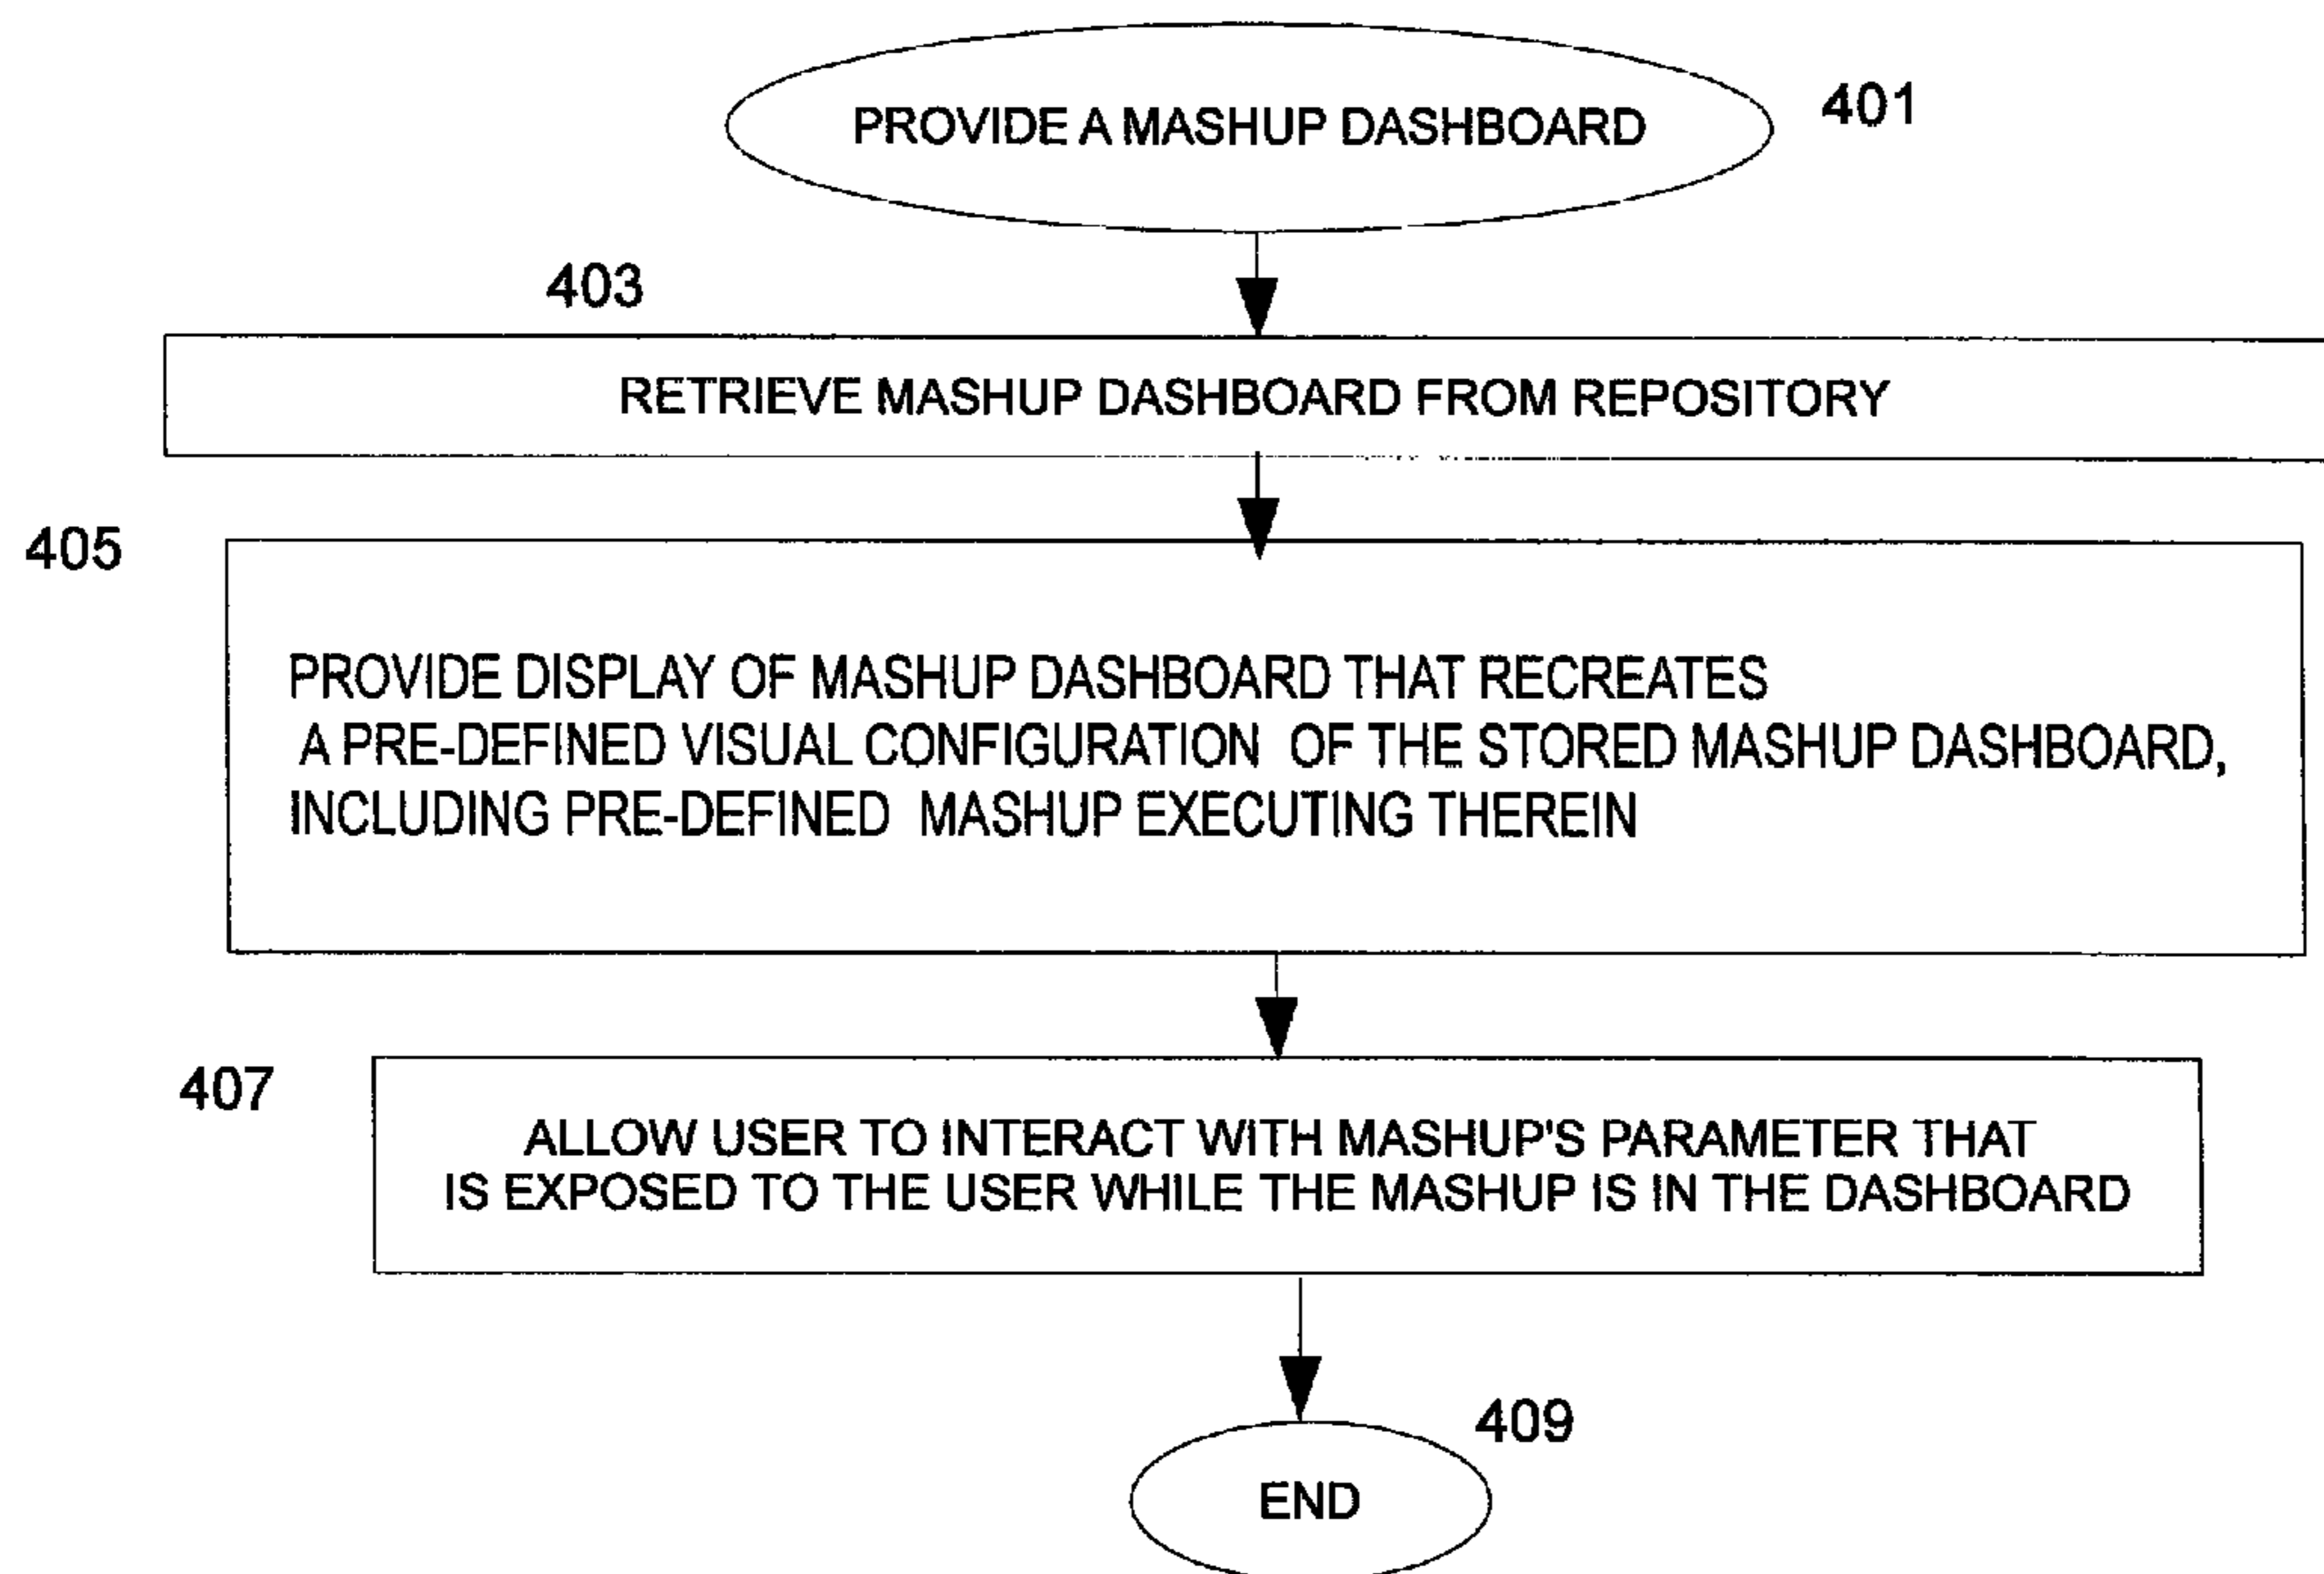 PROVIDE A MASHUP DASHBOARD
401
403
RETRIEVE MASHUP DASHBOARD FROM REPOSITORY
405
PROVIDE DISPLAY OF MASHUP DASHBOARD THAT RECREATES
A PRE-DEFINED VISUAL CONFIGURATION OF THE STORED MASHUP DASHBOARD,
INCLUDING PRE-DEFINED MASHUP EXECUTING THEREIN
407
ALLOW USER TO INTERACT WITH MASHUP'S PARAMETER THAT
IS EXPOSED TO THE USER WHILE THE MASHUP IS IN THE DASHBOARD
409
END